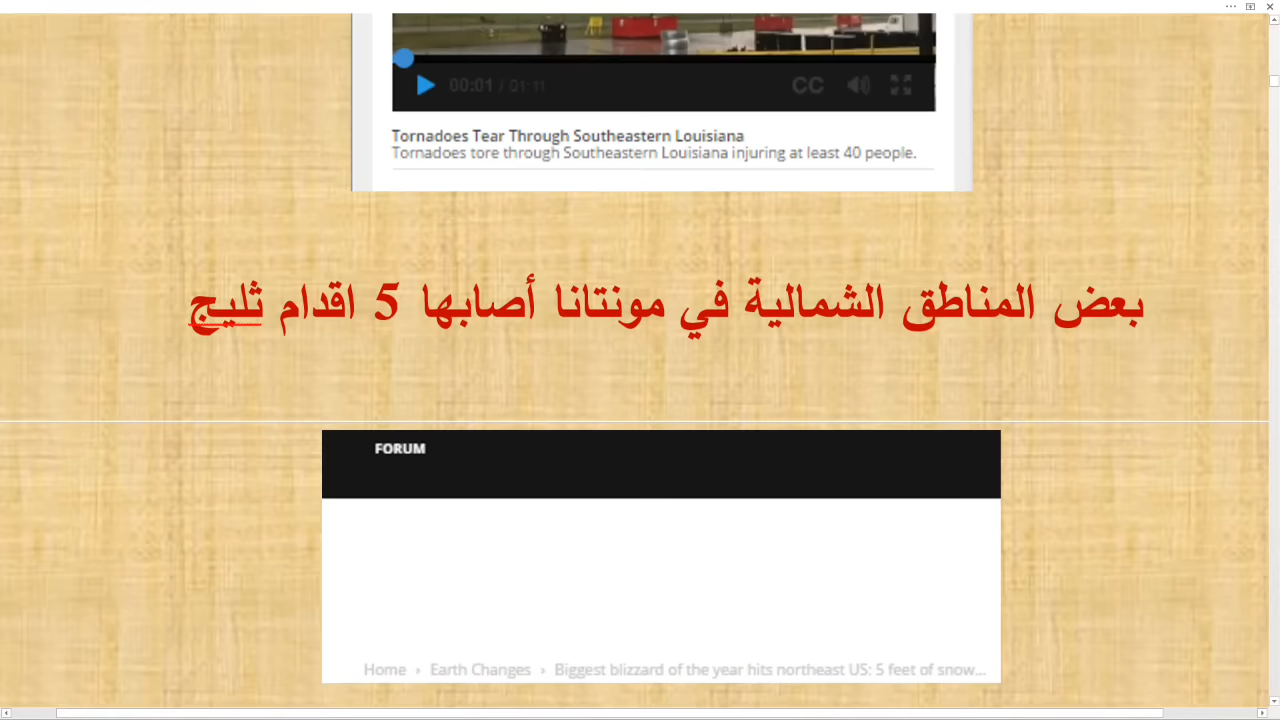 00:01 / 01:11
CC
Tornadoes Tear Through Southeastern Louisiana
Tornadoes tore through Southeastern Louisiana injuring at least 40 people.
بعض المناطق الشمالية في مونتانا أصابها 5 اقدام ثليج
FORUM
Home › Earth Changes › Biggest blizzard of the year hits northeast US: 5 feet of snow...